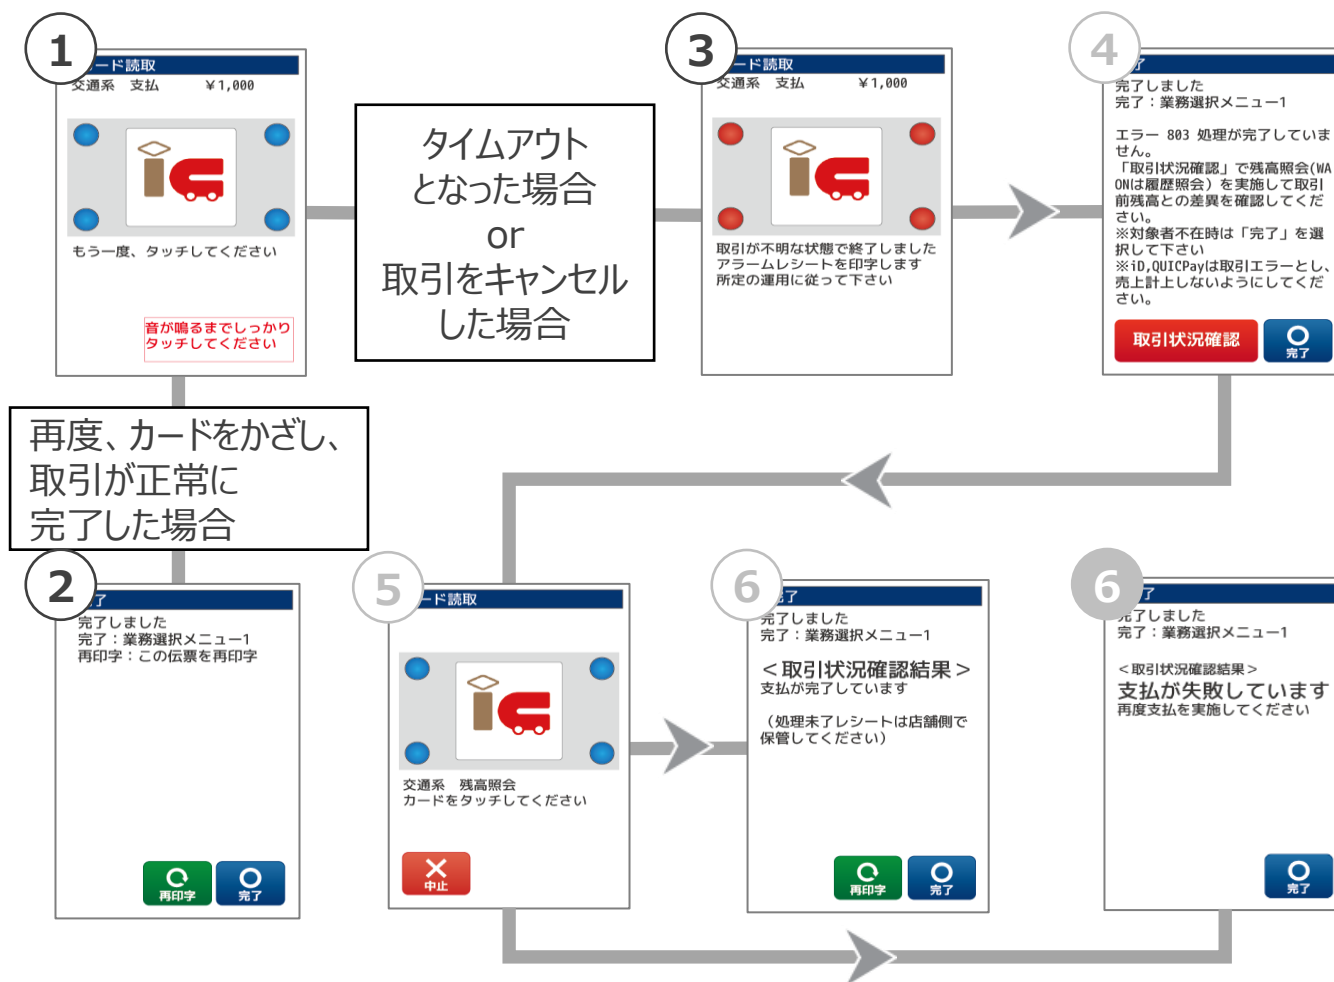 1
カード読取
交通系 支払 ¥1,000
もう一度、タッチしてください
音が鳴るまでしっかり
タッチしてください
タイムアウト
となった場合
or
取引をキャンセル
した場合
3
カード読取
交通系 支払 ¥1,000
取引が不明な状態で終了しました
アラームレシートを印字します
所定の運用に従って下さい
4
完了
完了しました
完了：業務選択メニュー1
エラー 803 処理が完了していま
せん。
「取引状況確認」で残高照会(WA
ONは履歴照会）を実施して取引
前残高との差異を確認してくだ
さい。
※対象者不在時は「完了」を選
択して下さい
※iD,QUICPayは取引エラーとし、
売上計上しないようにしてくだ
さい。
取引状況確認
完了
再度、カードをかざし、
取引が正常に
完了した場合
2
完了
完了しました
完了：業務選択メニュー1
再印字：この伝票を再印字
再印字
完了
5
カード読取
交通系 残高照会
カードをタッチしてください
中止
6
完了
完了しました
完了：業務選択メニュー1
＜取引状況確認結果＞
支払が完了しています
（処理未了レシートは店舗側で
保管してください）
再印字
完了
6
完了
完了しました
完了：業務選択メニュー1
＜取引状況確認結果＞
支払が失敗しています
再度支払を実施してください
完了